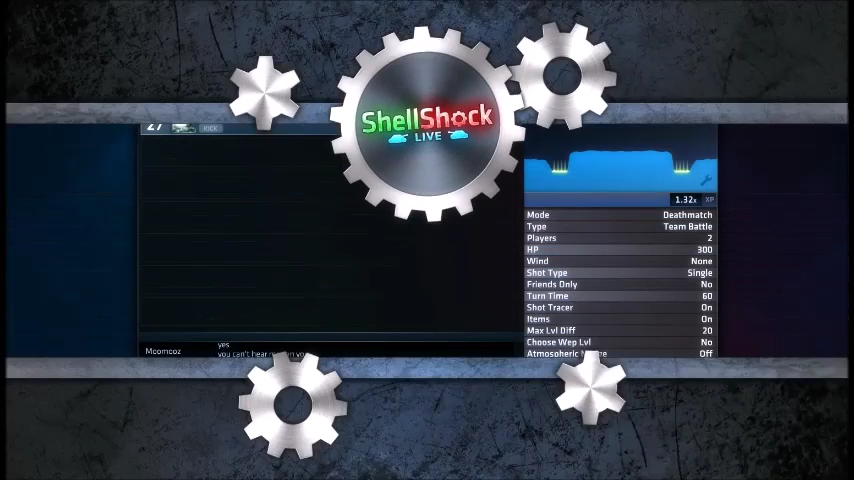 ShellShock
LIVE
27
KICK
1.32x XP
Mode Deathmatch
Type Team Battle
Players 2
HP 300
Wind None
Shot Type Single
Friends Only No
Turn Time 60
Shot Tracer On
Items On
Max Lvl Diff 20
Choose Wep Lvl No
Atmospheric Off
yes
Moomooz
you can't hear